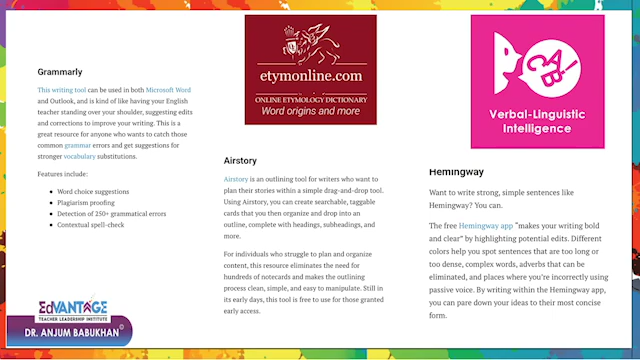 Grammarly
This writing tool can be used in both Microsoft Word
and Outlook, and is kind of like having your English
teacher standing over your shoulder, suggesting edits
and corrections to improve your writing. This is a
great resource for anyone who wants to catch those
common grammar errors and get suggestions for
stronger vocabulary substitutions.
Features include:
• Word choice suggestions
• Plagiarism proofing
• Detection of 250+ grammatical errors
• Contextual spell-check
etymonline.com
ONLINE ETYMOLOGY DICTIONARY
Word origins and more
Airstory
Airstory is an outlining tool for writers who want to
plan their stories within a simple drag-and-drop tool.
Using Airstory, you can create searchable, taggable
cards that you then organize and drop into an
outline, complete with headings, subheadings, and
more.
For individuals who struggle to plan and organize
content, this resource eliminates the need for
hundreds of notecards and makes the outlining
process clean, simple, and easy to manipulate. Still in
its early days, this tool is free to use for those granted
early access.
ABC!
Verbal-Linguistic
Intelligence
Hemingway
Want to write strong, simple sentences like
Hemingway? You can.
The free Hemingway app “makes your writing bold
and clear” by highlighting potential edits. Different
colors help you spot sentences that are too long or
too dense, complex words, adverbs that can be
eliminated, and places where you’re incorrectly using
passive voice. By writing within the Hemingway app,
you can pare down your ideas to their most concise
form.
EdVANTAGE
TEACHER LEADERSHIP INSTITUTE
DR. ANJUM BABUKHAN©